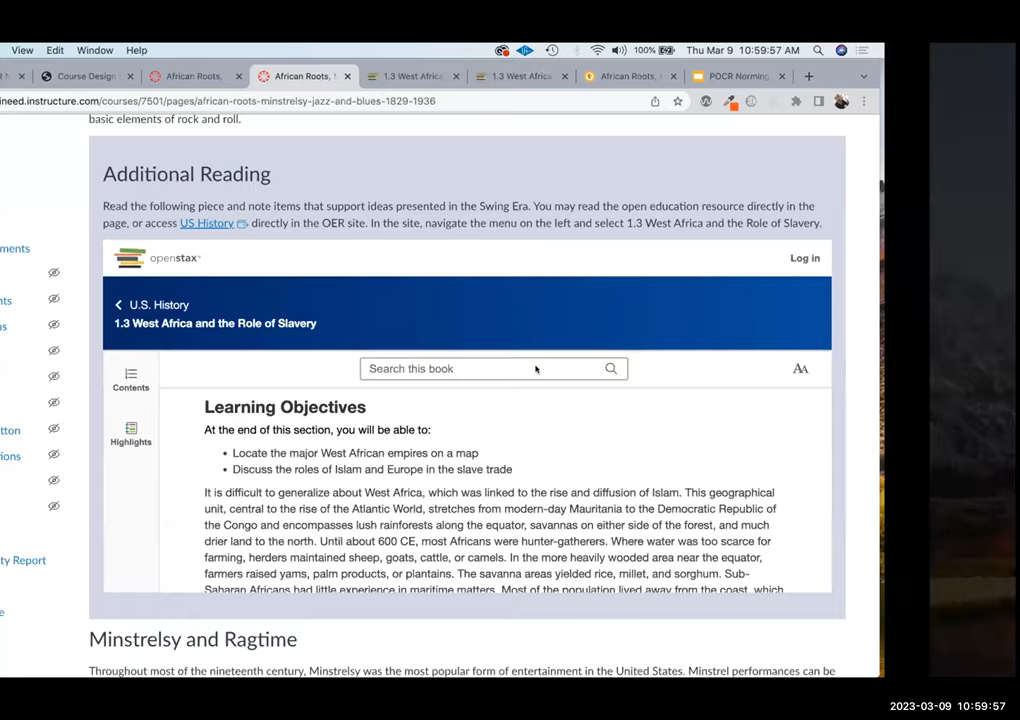 View Edit Window Help 100% Thu Mar 9 10:59:57 AM
Course Design African Roots, African Roots, M 1.3 West Africa 1.3 West Africa African Roots, POCR Norming
ineed.instructure.com/courses/7501/pages/african-roots-minstrelsy-jazz-and-blues-1829-1936
basic elements of rock and roll.
Additional Reading
Read the following piece and note items that support ideas presented in the Swing Era. You may read the open education resource directly in the
page, or access US History directly in the OER site. In the site, navigate the menu on the left and select 1.3 West Africa and the Role of Slavery.
ments
nts
ns
tton
ions
ty Report
e
openstax™
Log in
U.S. History
1.3 West Africa and the Role of Slavery
Contents
Search this book
AA
Highlights
Learning Objectives
At the end of this section, you will be able to:
• Locate the major West African empires on a map
• Discuss the roles of Islam and Europe in the slave trade
It is difficult to generalize about West Africa, which was linked to the rise and diffusion of Islam. This geographical
unit, central to the rise of the Atlantic World, stretches from modern-day Mauritania to the Democratic Republic of
the Congo and encompasses lush rainforests along the equator, savannas on either side of the forest, and much
drier land to the north. Until about 600 CE, most Africans were hunter-gatherers. Where water was too scarce for
farming, herders maintained sheep, goats, cattle, or camels. In the more heavily wooded area near the equator,
farmers raised yams, palm products, or plantains. The savanna areas yielded rice, millet, and sorghum. Sub-
Saharan Africans had little experience in maritime matters. Most of the population lived away from the coast, which
Minstrelsy and Ragtime
Throughout most of the nineteenth century, Minstrelsy was the most popular form of entertainment in the United States. Minstrel performances can be
2023-03-09 10:59:57